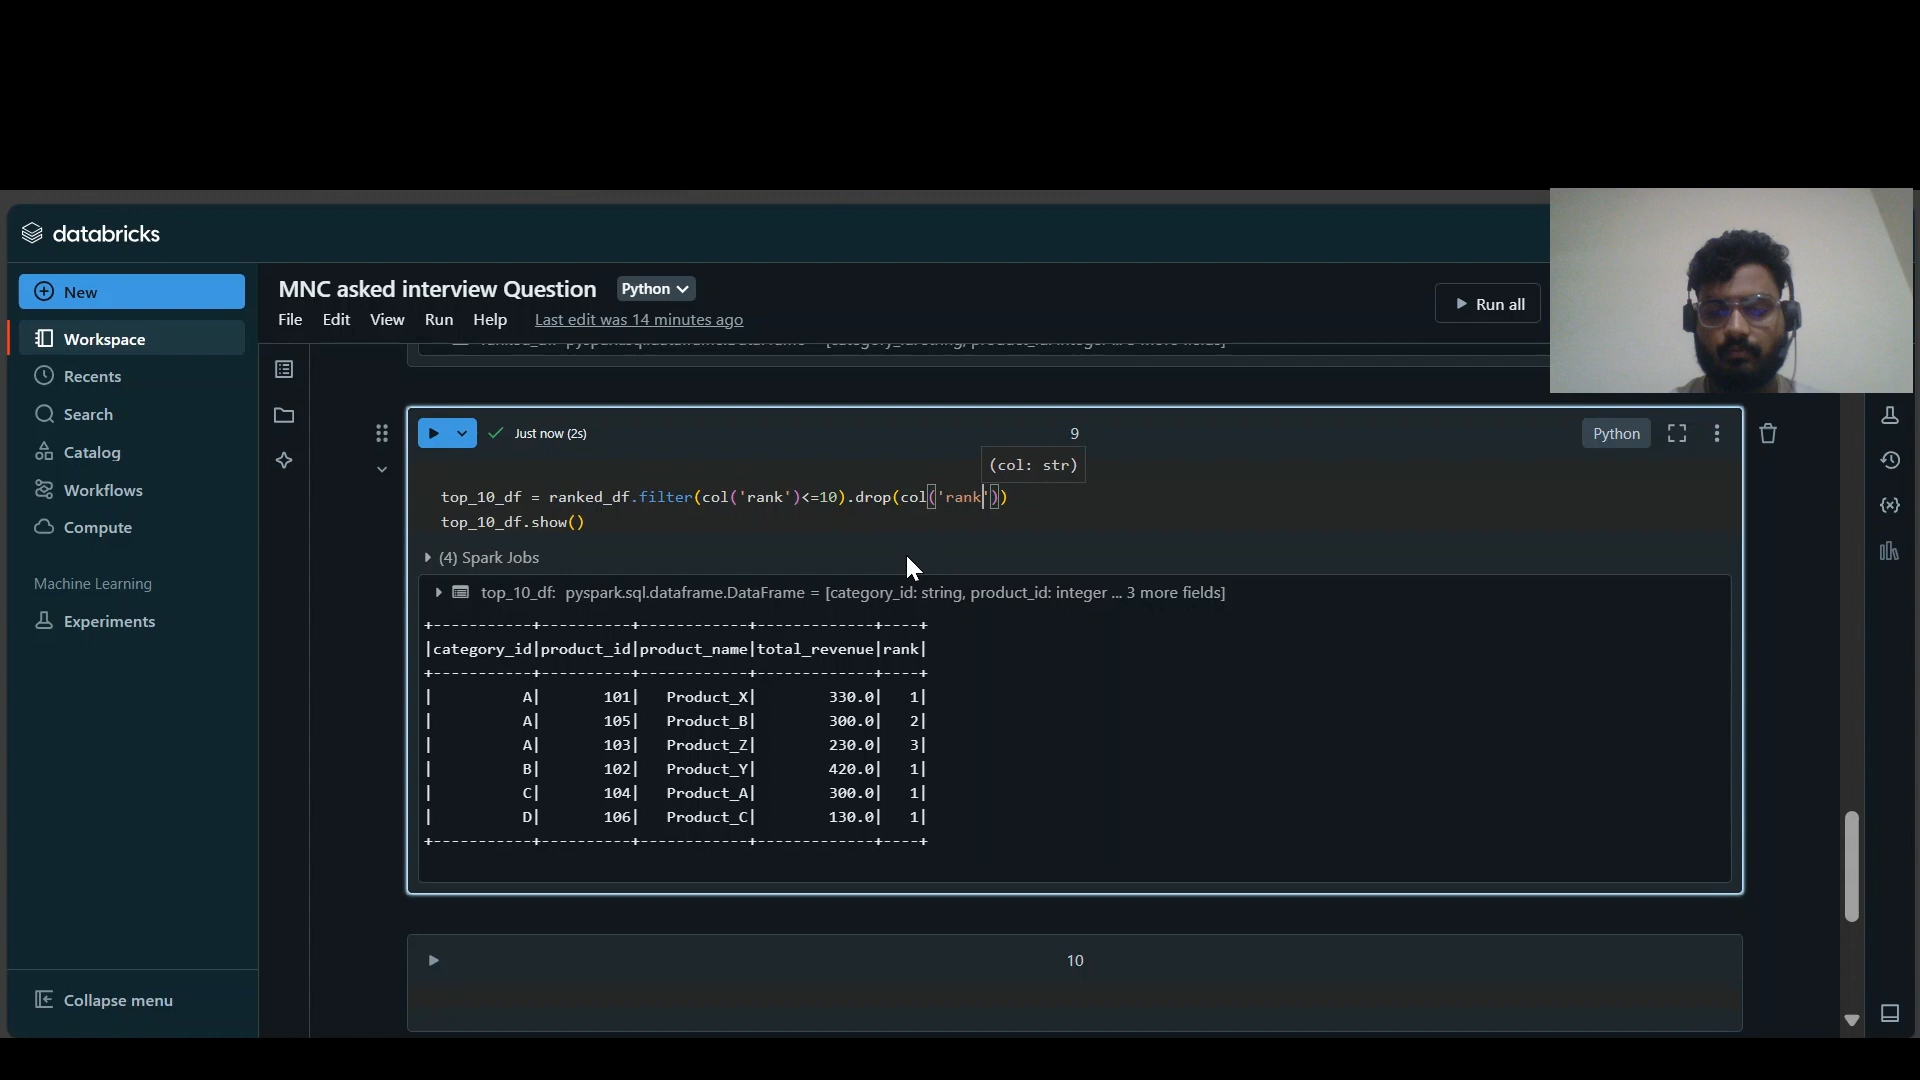 databricks
New
MNC asked interview Question Python
Run all
File Edit View Run Help Last edit was 14 minutes ago
Workspace
Recents
Search
Catalog
Workflows
Compute
Machine Learning
Experiments
Collapse menu
Just now (2s)
9
Python
(col: str)
top_10_df = ranked_df.filter(col('rank')<=10).drop(col('rank'))
top_10_df.show()
(4) Spark Jobs
top_10_df: pyspark.sql.dataframe.DataFrame = [category_id: string, product_id: integer ... 3 more fields]
+-----------+----------+------------+-------------+----+
|category_id|product_id|product_name|total_revenue|rank|
+-----------+----------+------------+-------------+----+
|          A|       101|   Product_X|        330.0|   1|
|          A|       105|   Product_B|        300.0|   2|
|          A|       103|   Product_Z|        230.0|   3|
|          B|       102|   Product_Y|        420.0|   1|
|          C|       104|   Product_A|        300.0|   1|
|          D|       106|   Product_C|        130.0|   1|
+-----------+----------+------------+-------------+----+
10